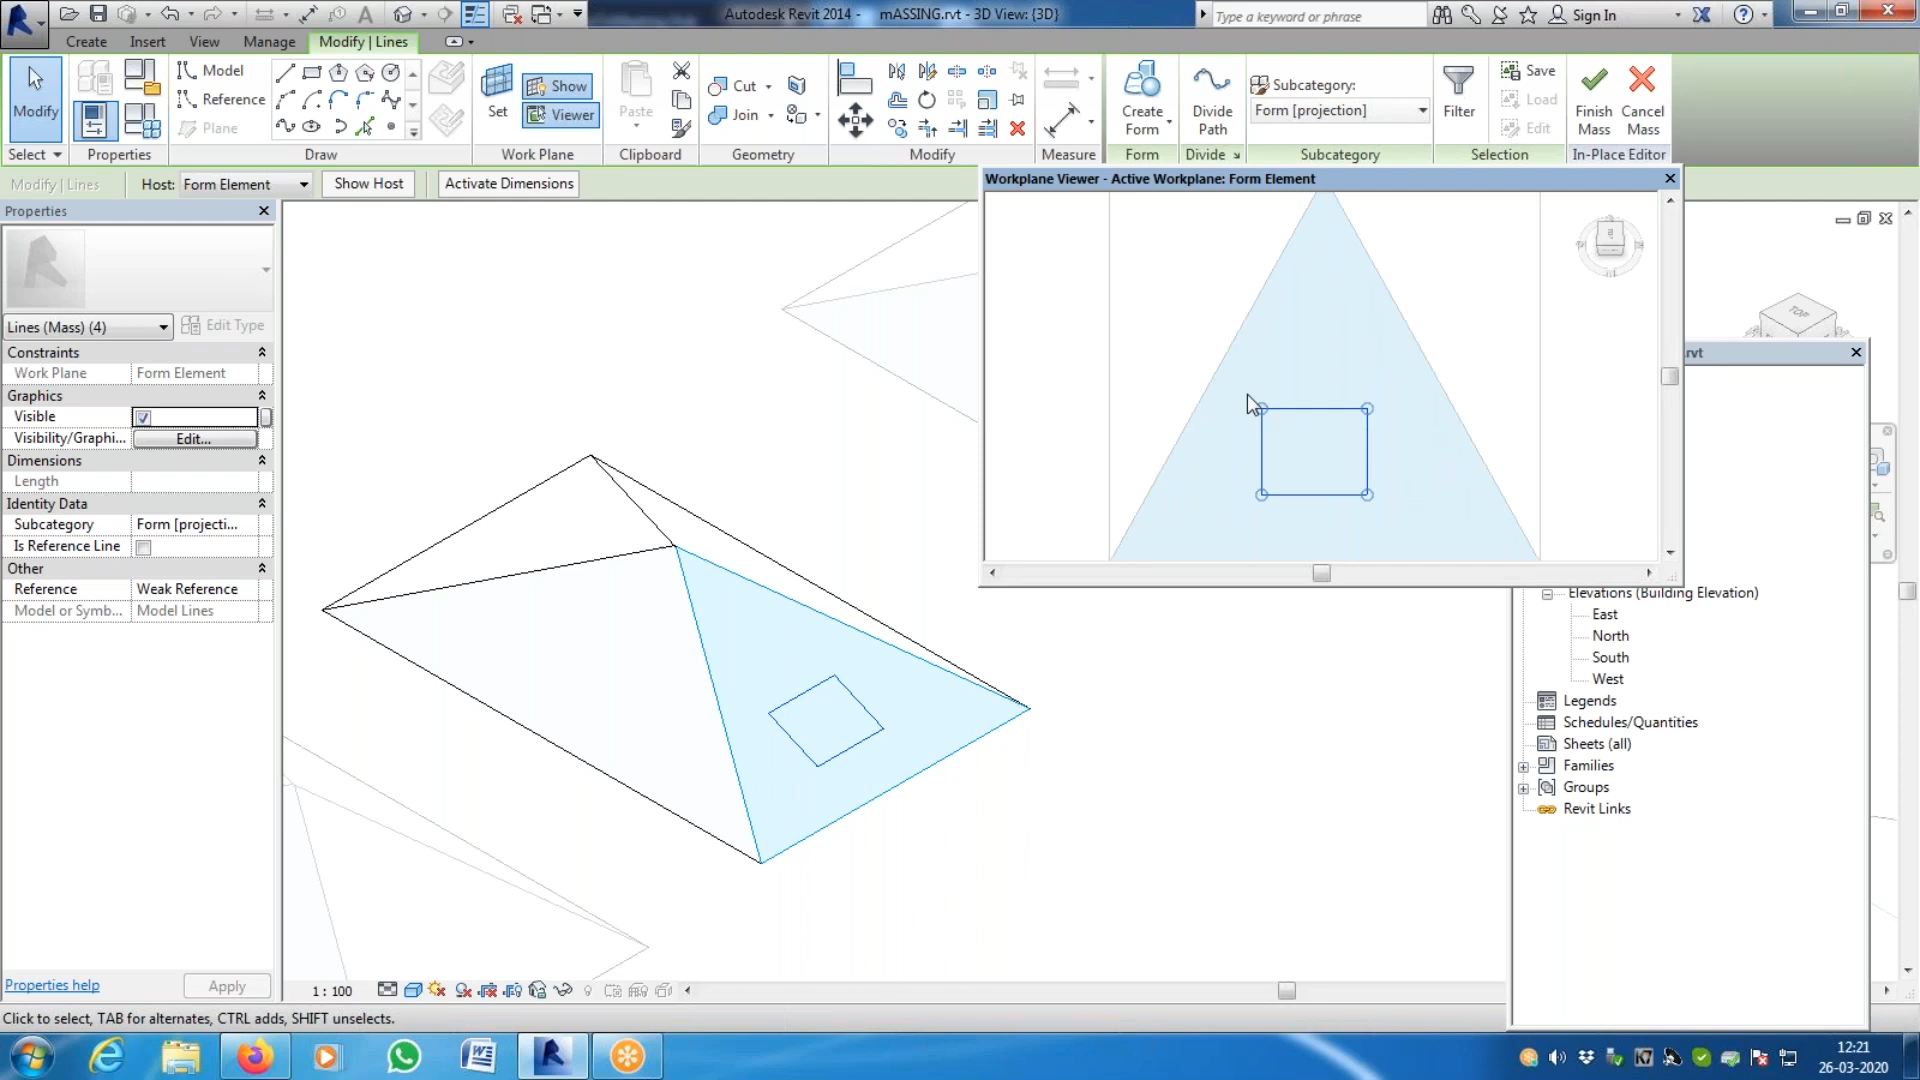 Autodesk Revit 2014 - mASSING.rvt - 3D View: {3D}
Type a keyword or phrase
Sign In
Create Insert View Manage Modify | Lines
Modify
Model
Reference
Plane
Set
Show
Viewer
Paste
Cut
Join
Create Form
Divide Path
Subcategory:
Form [projection]
Filter
Save
Load
Edit
Finish Mass
Cancel Mass
Select Properties Draw Work Plane Clipboard Geometry Modify Measure Form Divide Subcategory Selection In-Place Editor
Modify | Lines
Host: Form Element
Show Host
Activate Dimensions
Properties
Lines (Mass) (4)
Edit Type
Constraints
Work Plane Form Element
Graphics
Visible
Visibility/Graphi... Edit...
Dimensions
Length
Identity Data
Subcategory Form [projecti...
Is Reference Line
Other
Reference Weak Reference
Model or Symb... Model Lines
Properties help
Apply
Workplane Viewer - Active Workplane: Form Element
TOP
.rvt
Elevations (Building Elevation)
East
North
South
West
Legends
Schedules/Quantities
Sheets (all)
Families
Groups
Revit Links
1 : 100
Click to select, TAB for alternates, CTRL adds, SHIFT unselects.
12:21
26-03-2020